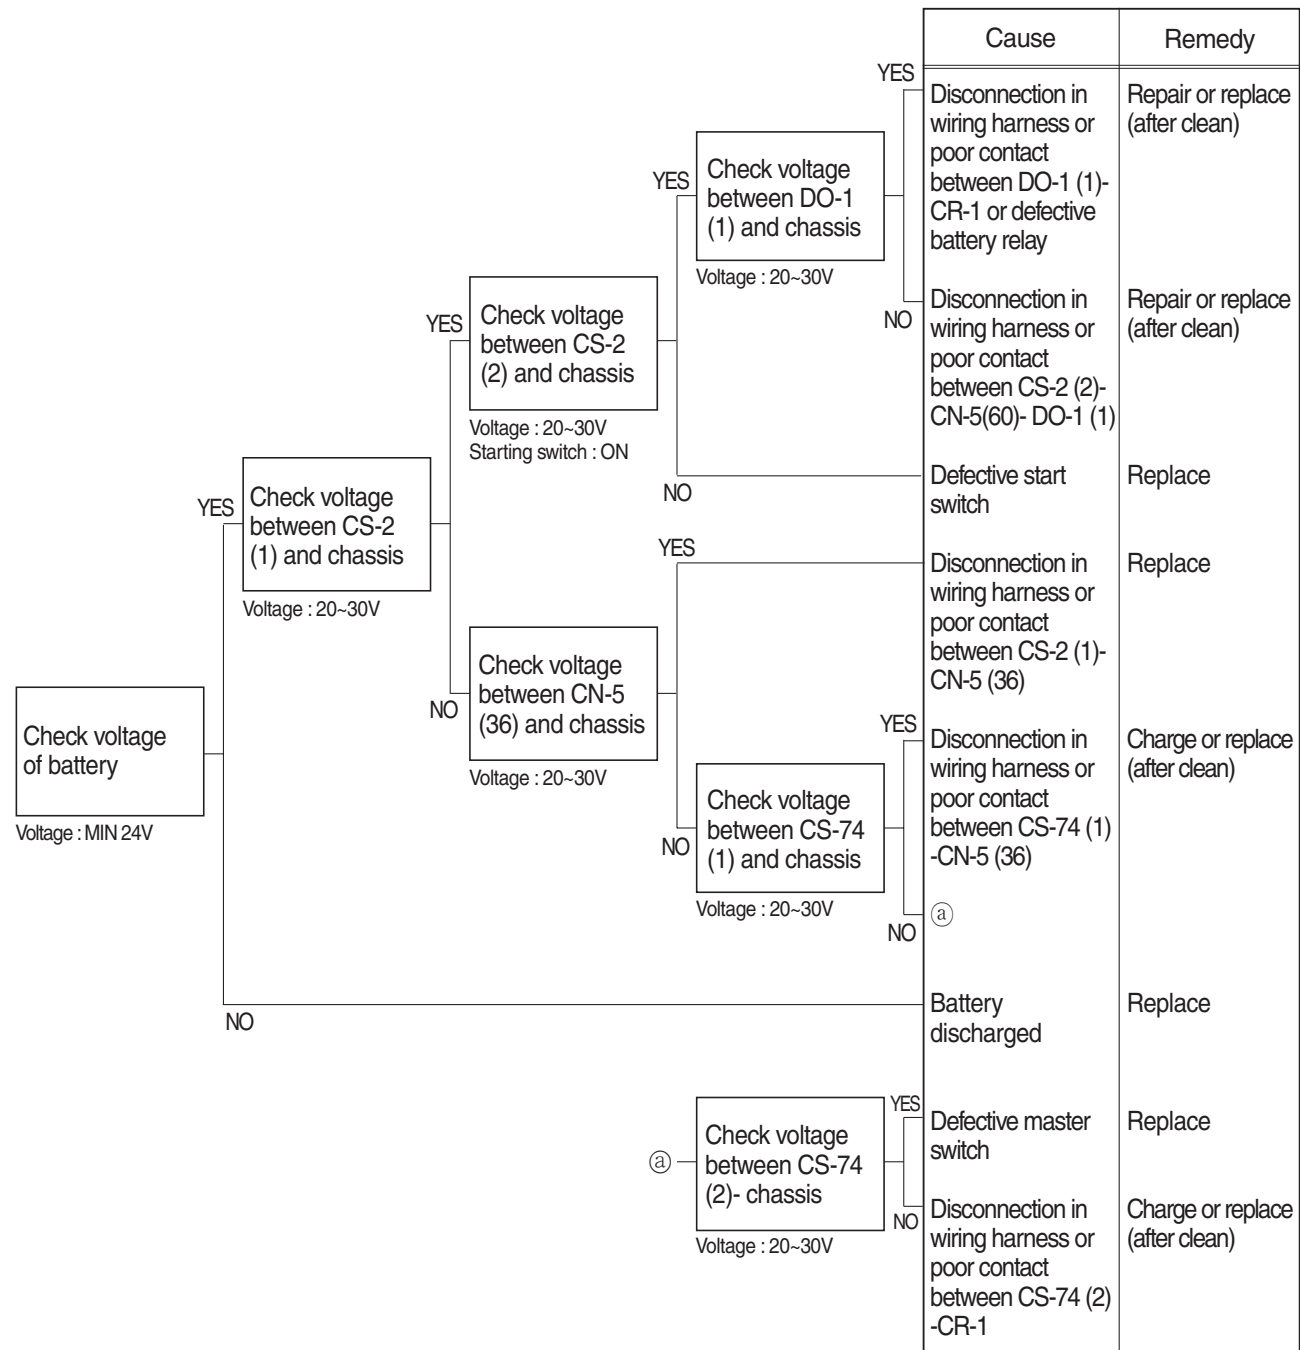 Cause
Remedy
YES
Disconnection in
wiring harness or
poor contact
between DO-1 (1)-
CR-1 or defective
battery relay
Repair or replace
(after clean)
YES
Check voltage
between DO-1
(1) and chassis
Voltage : 20~30V
NO
Disconnection in
wiring harness or
poor contact
between CS-2 (2)-
CN-5(60)- DO-1 (1)
Repair or replace
(after clean)
YES
Check voltage
between CS-2
(2) and chassis
Voltage : 20~30V
Starting switch : ON
NO
Defective start
switch
Replace
YES
Check voltage
between CS-2
(1) and chassis
Voltage : 20~30V
YES
Disconnection in
wiring harness or
poor contact
between CS-2 (1)-
CN-5 (36)
Replace
NO
Check voltage
between CN-5
(36) and chassis
Voltage : 20~30V
Check voltage
of battery
Voltage : MIN 24V
YES
Disconnection in
wiring harness or
poor contact
between CS-74 (1)
-CN-5 (36)
Charge or replace
(after clean)
NO
Check voltage
between CS-74
(1) and chassis
Voltage : 20~30V
NO
ⓐ
NO
Battery
discharged
Replace
ⓐ
Check voltage
between CS-74
(2)- chassis
Voltage : 20~30V
YES
Defective master
switch
Replace
NO
Disconnection in
wiring harness or
poor contact
between CS-74 (2)
-CR-1
Charge or replace
(after clean)